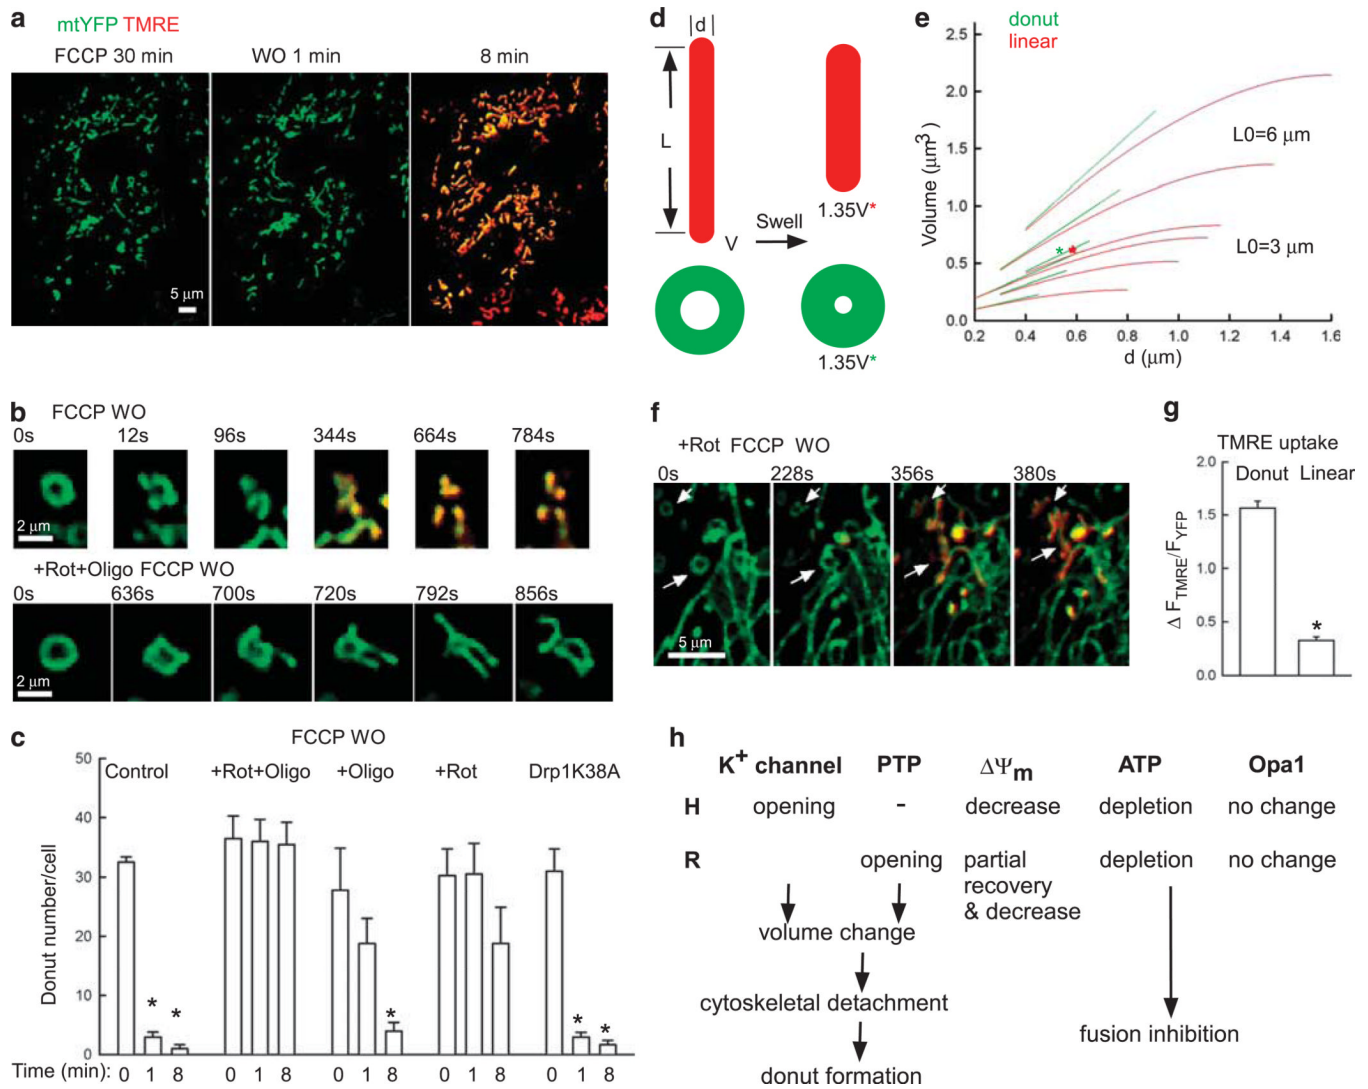 a
mtYFP TMRE
FCCP 30 min
WO 1 min
8 min
5 μm
b
FCCP WO
0s
12s
96s
344s
664s
784s
2 μm
+Rot+Oligo FCCP WO
0s
636s
700s
720s
792s
856s
2 μm
c
FCCP WO
Control
+Rot+Oligo
+Oligo
+Rot
Drp1K38A
Donut number/cell
50
40
30
20
10
0
*
*
*
*
*
Time (min): 0 1 8 0 1 8 0 1 8 0 1 8 0 1 8
d
|d|
L
V
Swell
1.35V*
1.35V*
e
donut
linear
Volume (μm3)
2.5
2.0
1.5
1.0
0.5
0.0
L0=6 μm
L0=3 μm
*
*
0.2 0.4 0.6 0.8 1.0 1.2 1.4 1.6
d (μm)
f
+Rot FCCP WO
0s
228s
356s
380s
5 μm
g
TMRE uptake
Donut Linear
Δ FTMRE/FYFP
2.0
1.5
1.0
0.5
0.0
*
h
K+ channel PTP ΔΨm ATP Opa1
H opening - decrease depletion no change
R opening partial depletion no change
recovery
& decrease
volume change
cytoskeletal detachment
fusion inhibition
donut formation